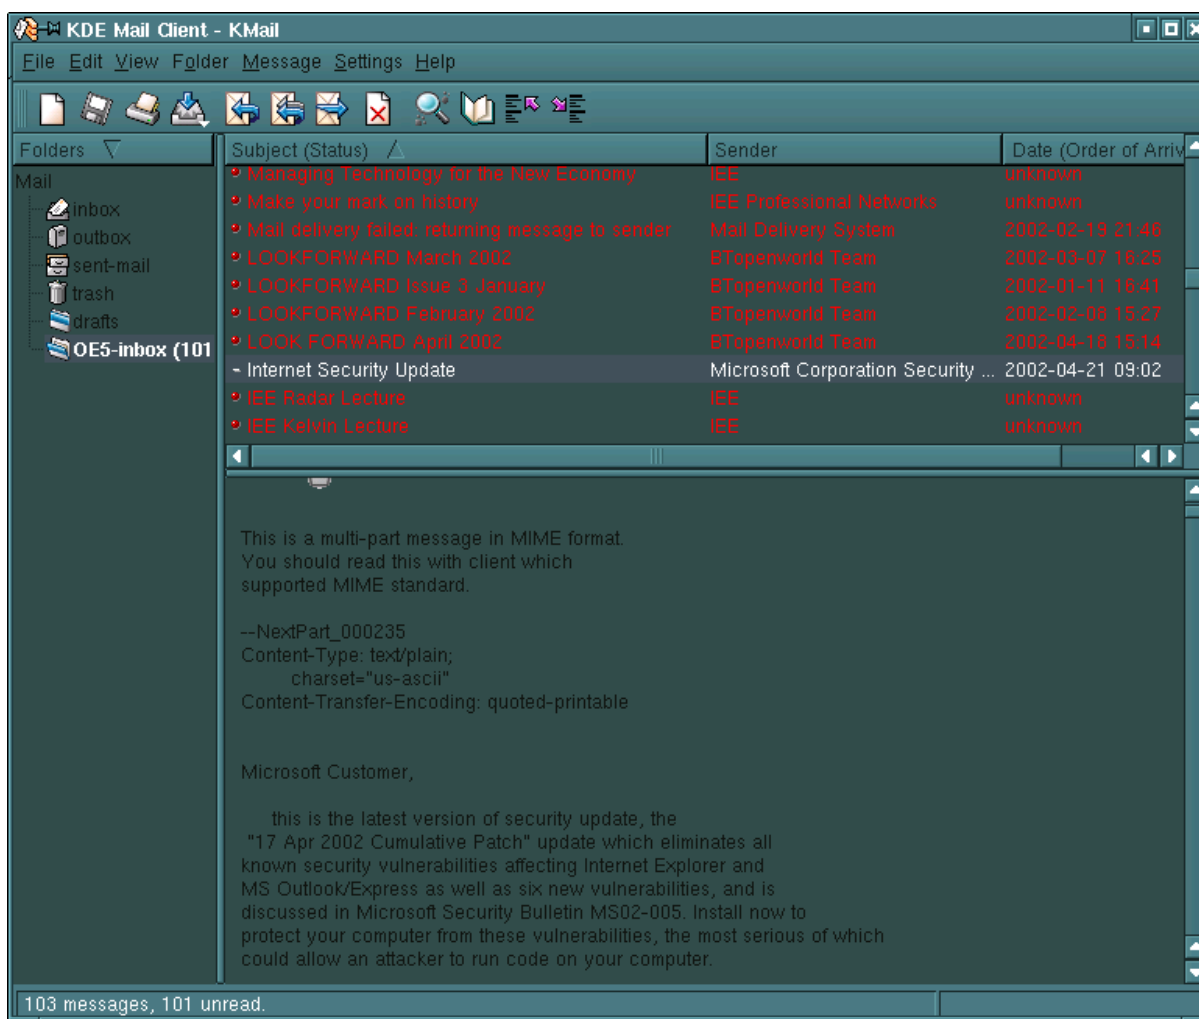 KDE Mail Client - KMail
File Edit View Folder Message Settings Help
Folders
Subject (Status) Sender Date (Order of Arriv
Mail
inbox
outbox
sent-mail
trash
drafts
OE5-inbox (101
Managing Technology for the New Economy IEE unknown
Make your mark on history IEE Professional Networks unknown
Mail delivery failed: returning message to sender Mail Delivery System 2002-02-19 21:46
LOOKFORWARD March 2002 BTopenworld Team 2002-03-07 16:25
LOOKFORWARD Issue 3 January BTopenworld Team 2002-01-11 16:41
LOOKFORWARD February 2002 BTopenworld Team 2002-02-08 15:27
LOOK FORWARD April 2002 BTopenworld Team 2002-04-18 15:14
Internet Security Update Microsoft Corporation Security ... 2002-04-21 09:02
IEE Radar Lecture IEE unknown
IEE Kelvin Lecture IEE unknown
This is a multi-part message in MIME format.
You should read this with client which
supported MIME standard.
--NextPart_000235
Content-Type: text/plain;
charset="us-ascii"
Content-Transfer-Encoding: quoted-printable
Microsoft Customer,
this is the latest version of security update, the
"17 Apr 2002 Cumulative Patch" update which eliminates all
known security vulnerabilities affecting Internet Explorer and
MS Outlook/Express as well as six new vulnerabilities, and is
discussed in Microsoft Security Bulletin MS02-005. Install now to
protect your computer from these vulnerabilities, the most serious of which
could allow an attacker to run code on your computer.
103 messages, 101 unread.